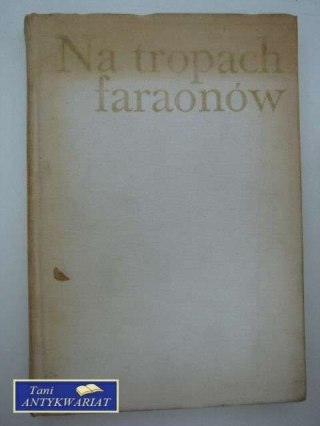 Na tropach
faraonów
Tani
ANTYKWARIAT